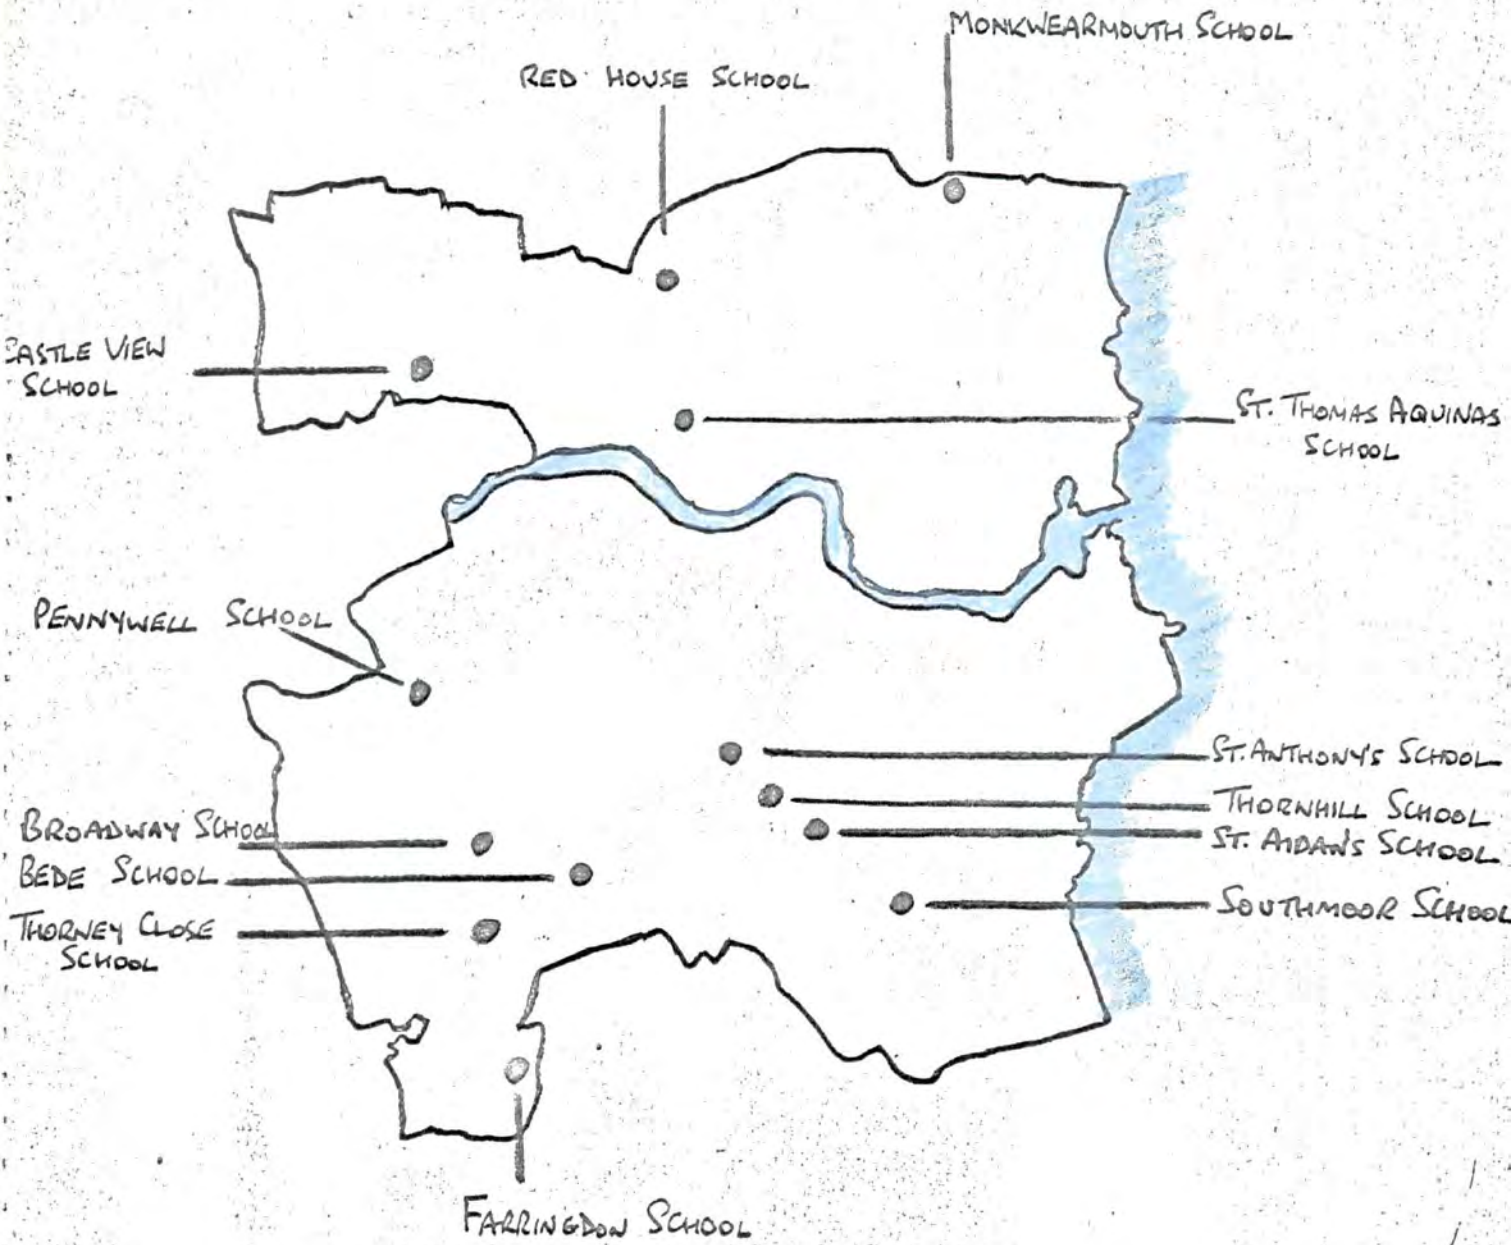 MONKWEARMOUTH SCHOOL
RED HOUSE SCHOOL
CASTLE VIEW
SCHOOL
ST. THOMAS AQUINAS
SCHOOL
PENNYWELL SCHOOL
ST. ANTHONY'S SCHOOL
THORNHILL SCHOOL
ST. AIDAN'S SCHOOL
BROADWAY SCHOOL
BEDE SCHOOL
SOUTHMOOR SCHOOL
THORNEY CLOSE
SCHOOL
FARRINGDON SCHOOL